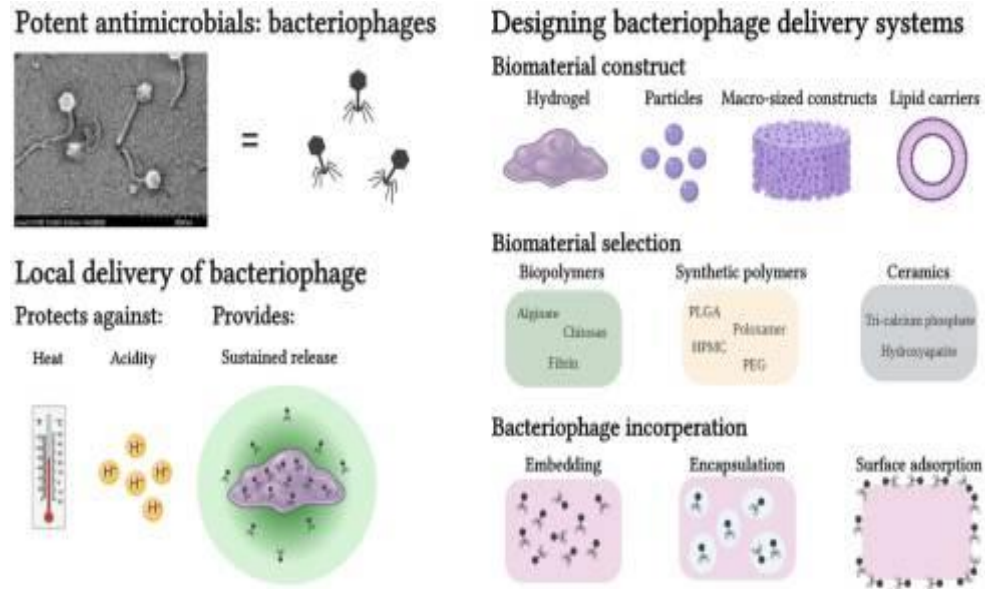 Potent antimicrobials: bacteriophages
=
Local delivery of bacteriophage
Protects against:
Provides:
Heat
Acidity
Sustained release
H⁺
H⁺
H⁺
H⁺
H⁺
H⁺
Designing bacteriophage delivery systems
Biomaterial construct
Hydrogel
Particles
Macro-sized constructs
Lipid carriers
Biomaterial selection
Biopolymers
Synthetic polymers
Ceramics
Alginate
Chitosan
Fibrin
PLGA
Poloxamer
HPMC
PEG
Tri-calcium phosphate
Hydroxyapatite
Bacteriophage incorperation
Embedding
Encapsulation
Surface adsorption